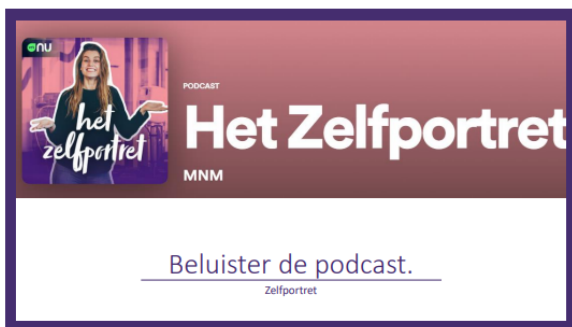 nu
het
zelfportret
PODCAST
Het Zelfportret
MNM
Beluister de podcast.
Zelfportret